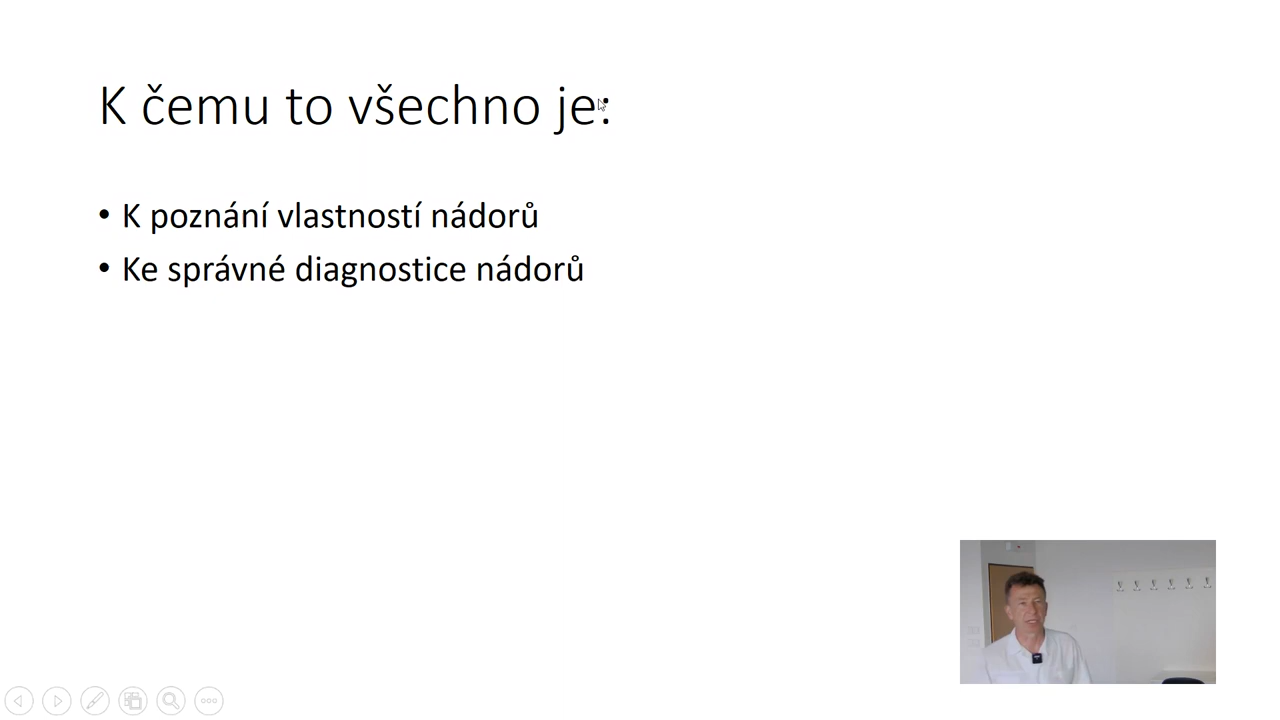 K čemu to všechno je:
• K poznání vlastností nádorů
• Ke správné diagnostice nádorů